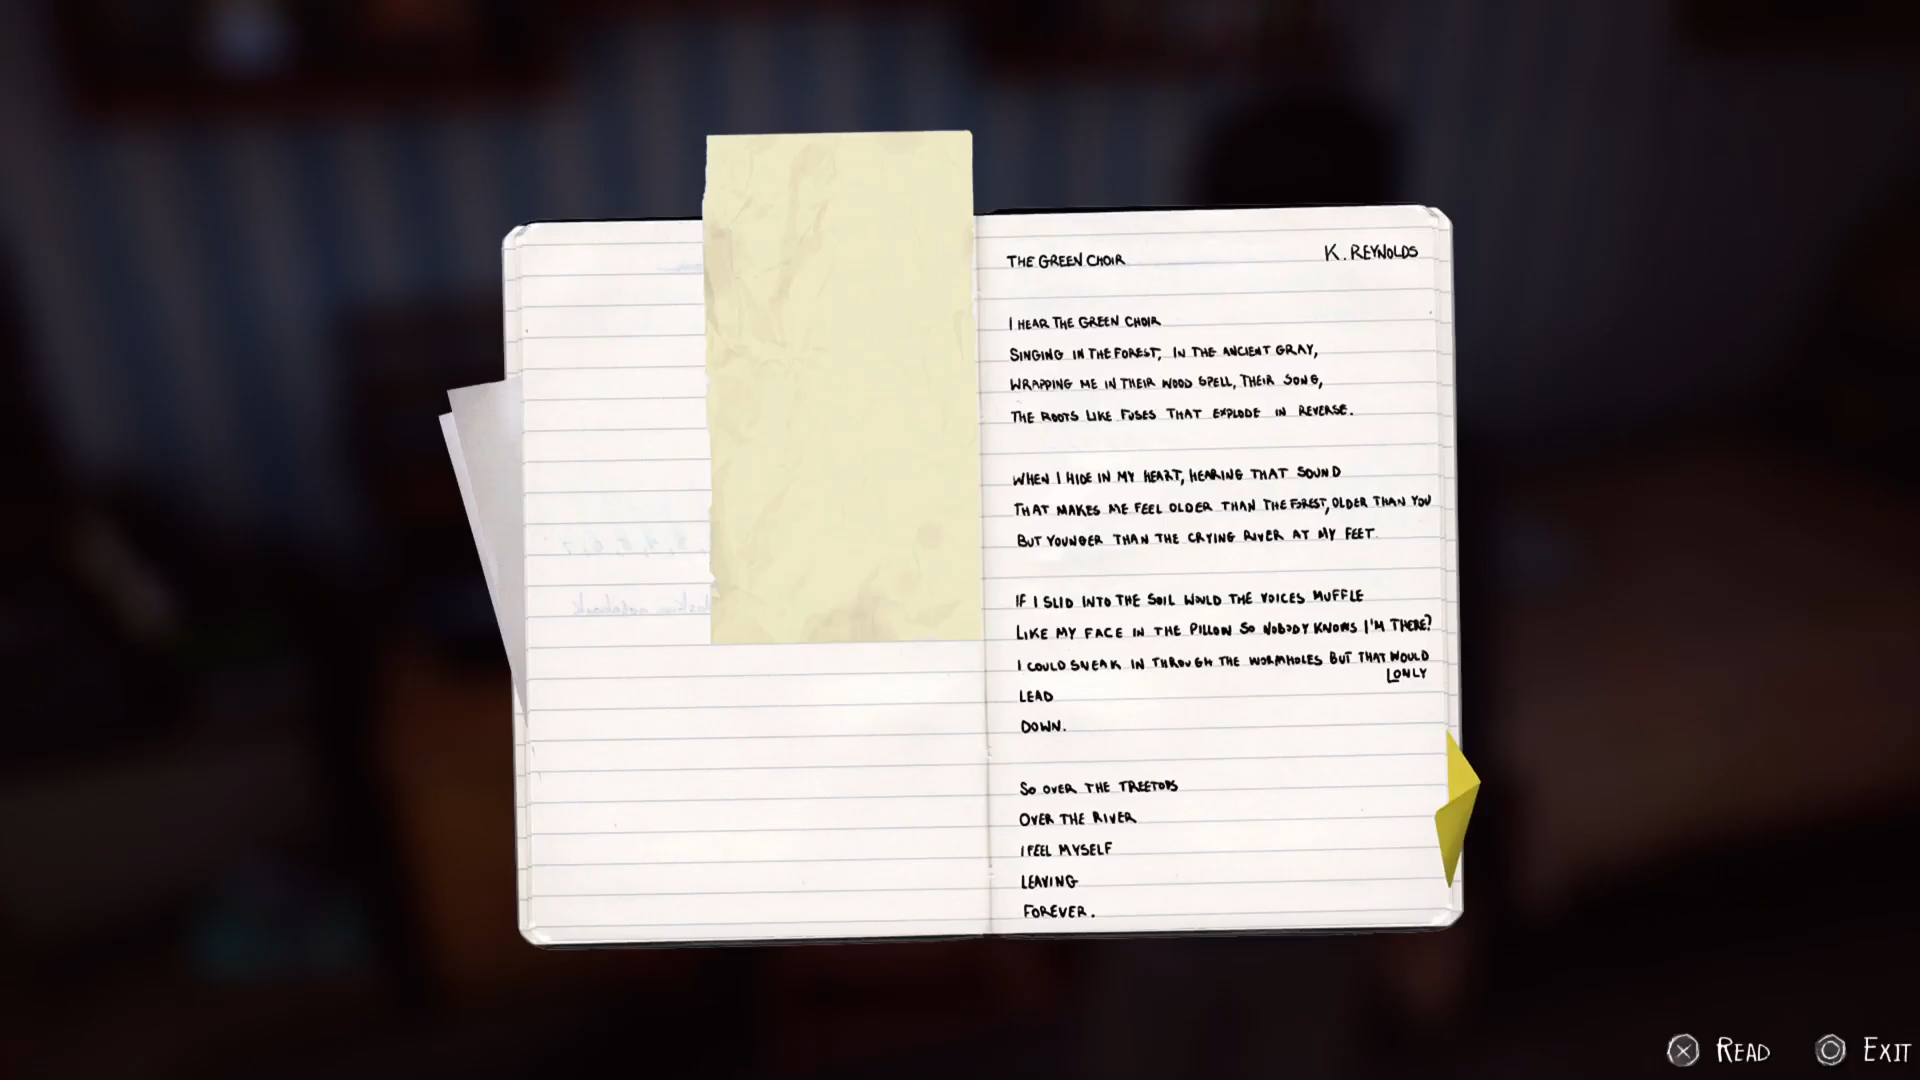 THE GREEN CHOIR
K. REYNOLDS
I HEAR THE GREEN CHOIR
SINGING IN THE FOREST, IN THE ANCIENT GRAY,
WRAPPING ME IN THEIR WOOD SPELL, THEIR SONG,
THE ROOTS LIKE FUSES THAT EXPLODE IN REVERSE.
WHEN I HIDE IN MY HEART, HEARING THAT SOUND
THAT MAKES ME FEEL OLDER THAN THE FOREST, OLDER THAN YOU
BUT YOUNGER THAN THE CRYING RIVER AT MY FEET.
IF I SLID INTO THE SOIL WOULD THE VOICES MUFFLE
LIKE MY FACE IN THE PILLOW SO NOBODY KNOWS I'M THERE?
I COULD SNEAK IN THROUGH THE WORMHOLES BUT THAT WOULD
LONLY
LEAD
DOWN.
SO OVER THE TREETOPS
OVER THE RIVER
I FEEL MYSELF
LEAVING
FOREVER.
READ
EXIT